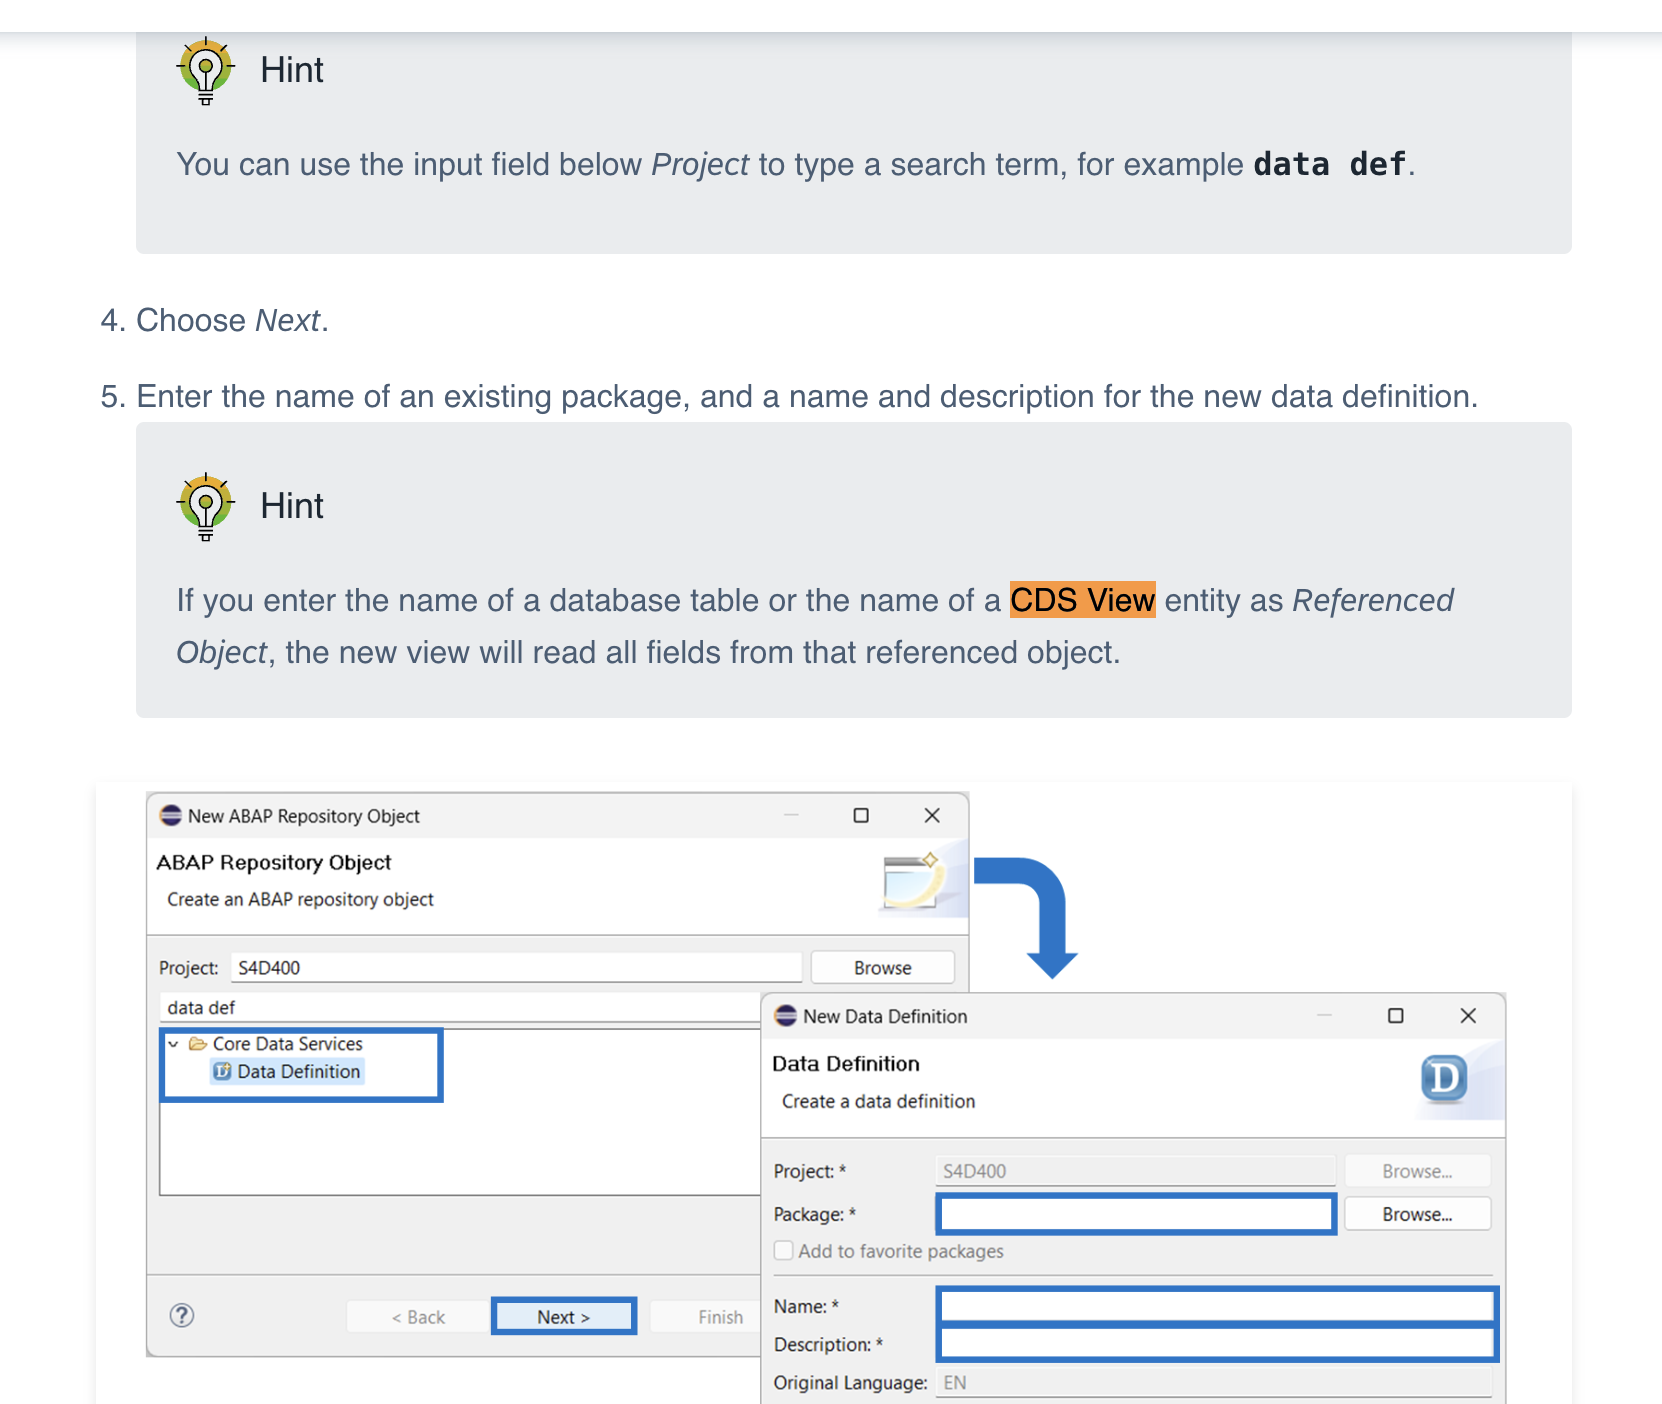 Hint
You can use the input field below Project to type a search term, for example data def.
4. Choose Next.
5. Enter the name of an existing package, and a name and description for the new data definition.
Hint
If you enter the name of a database table or the name of a CDS View entity as Referenced
Object, the new view will read all fields from that referenced object.
New ABAP Repository Object
ABAP Repository Object
Create an ABAP repository object
Project: S4D400 Browse
data def
Core Data Services
Data Definition
? < Back Next > Finish
New Data Definition
Data Definition
D
Create a data definition
Project: * S4D400 Browse...
Package: * Browse...
Add to favorite packages
Name: *
Description: *
Original Language: EN